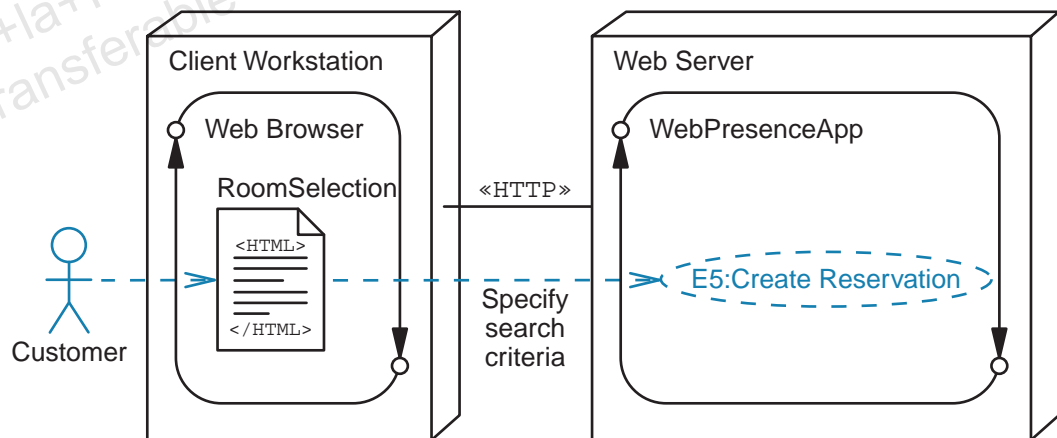 Client Workstation
Web Server
Web Browser
WebPresenceApp
RoomSelection
«HTTP»
<HTML>
E5:Create Reservation
Specify
search
criteria
</HTML>
Customer